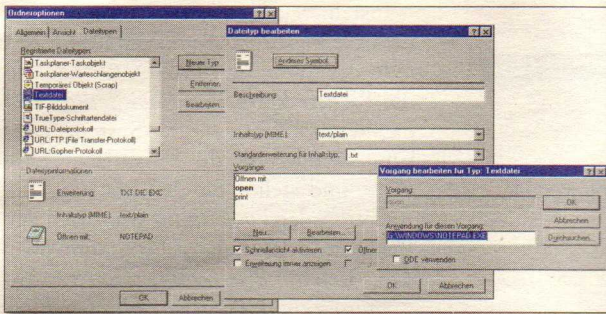 Ordneroptionen
Allgemein Ansicht Dateitypen
Registrierte Dateitypen:
Taskplaner-Taskobjekt
Taskplaner-Warteschlangenobjekt
Temporäres Objekt (Scrap)
Textdatei
TIF-Bilddokument
TrueType-Schriftartendatei
URL:Dateiprotokoll
URL:FTP (File Transfer-Protokoll)
URL:Gopher-Protokoll
Neuer Typ
Entfernen
Bearbeiten
Dateitypinformationen
Erweiterung: TXT DIC EXC
Inhaltstyp (MIME): text/plain
Öffnen mit: NOTEPAD
OK Abbrechen
Dateityp bearbeiten
Anderes Symbol...
Beschreibung: Textdatei
Inhaltstyp (MIME): text/plain
Standarderweiterung für Inhaltstyp: .txt
Vorgänge:
Öffnen mit
open
print
Neu... Bearbeiten...
Schnellansicht aktivieren
Erweiterung immer anzeigen
OK Abbrechen
Vorgang bearbeiten für Typ: Textdatei
Vorgang:
open
OK
Abbrechen
Anwendung für diesen Vorgang:
G:\WINDOWS\NOTEPAD.EXE
Durchsuchen...
DDE verwenden